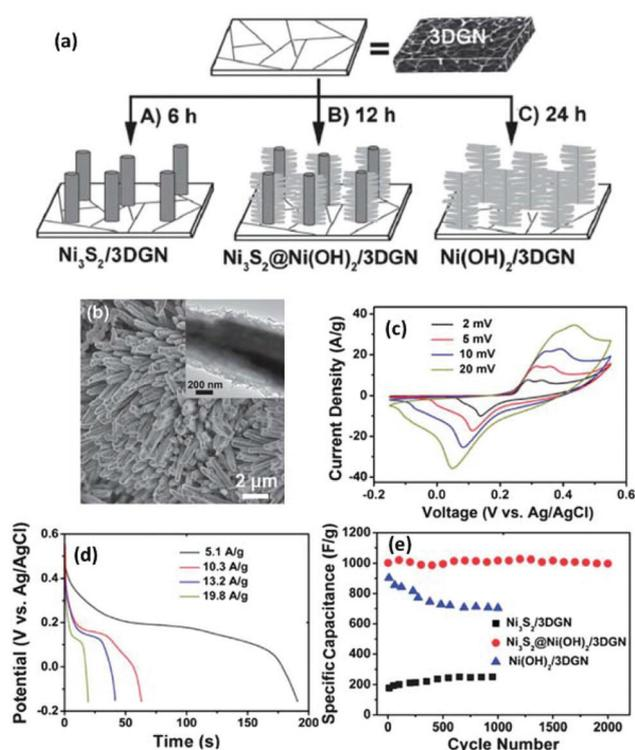 (a)
3DGN
=
A) 6 h
B) 12 h
C) 24 h
Ni₃S₂/3DGN
Ni₃S₂@Ni(OH)₂/3DGN
Ni(OH)₂/3DGN
(b)
200 nm
2 μm
(c)
2 mV
5 mV
10 mV
20 mV
Current Density (A/g)
40
20
0
-20
-40
-0.2
0.0
0.2
0.4
0.6
Voltage (V vs. Ag/AgCl)
(d)
5.1 A/g
10.3 A/g
13.2 A/g
19.8 A/g
Potential (V vs. Ag/AgCl)
0.6
0.4
0.2
0.0
-0.2
0
50
100
150
200
Time (s)
(e)
Specific Capacitance (F/g)
1200
1000
800
600
400
200
0
Ni₃S₂/3DGN
Ni₃S₂@Ni(OH)₂/3DGN
Ni(OH)₂/3DGN
0
500
1000
1500
2000
Cycle Number